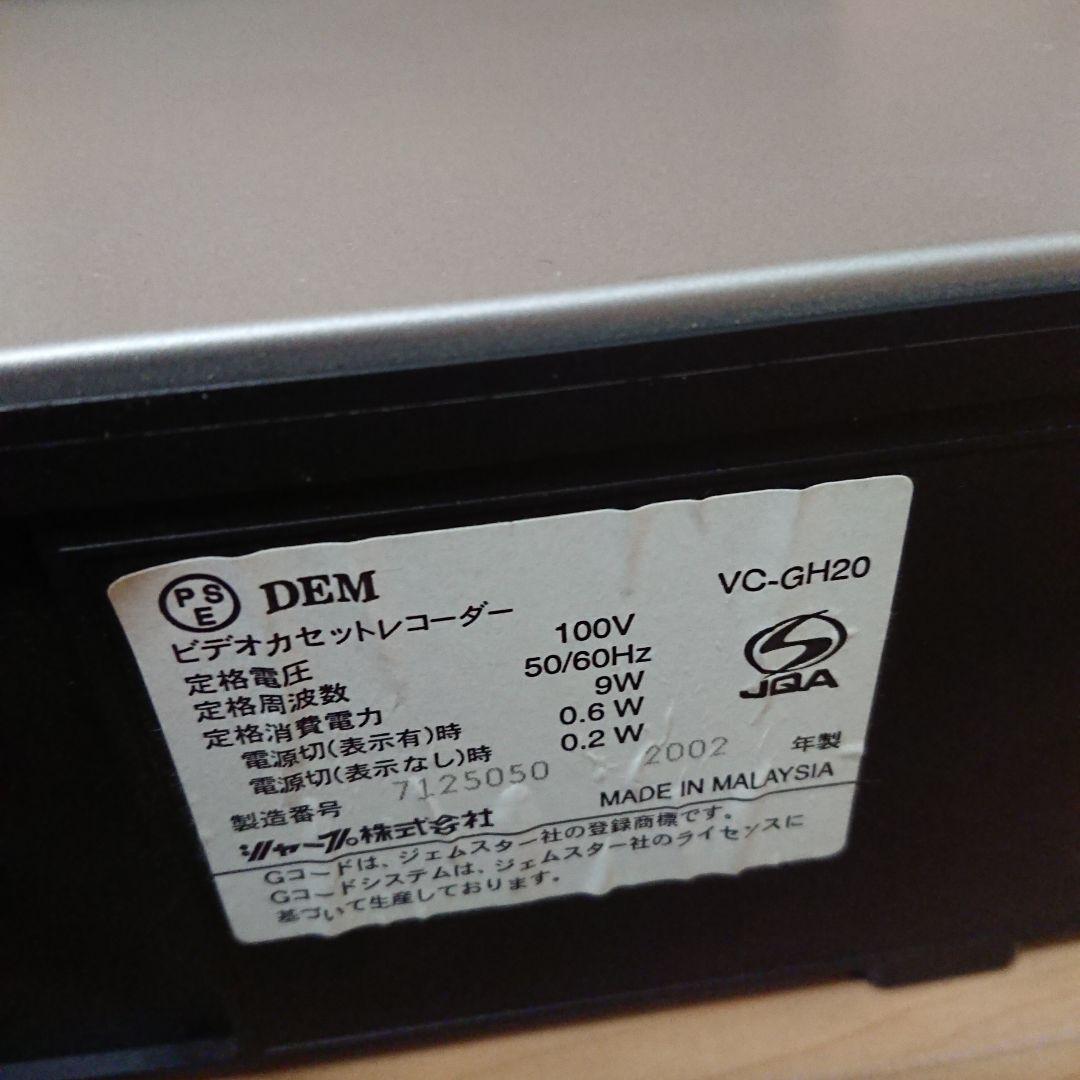 PSE DEM VC-GH20
ビデオカセットレコーダー
定格電圧 100V
定格周波数 50/60Hz
定格消費電力 9W
電源切(表示有)時 0.6W
電源切(表示なし)時 0.2W
JQA
製造番号 7125050 2002 年製
シャープ株式会社 MADE IN MALAYSIA
Gコードは、ジェムスター社の登録商標です。
Gコードシステムは、ジェムスター社のライセンスに
基づいて生産しております。